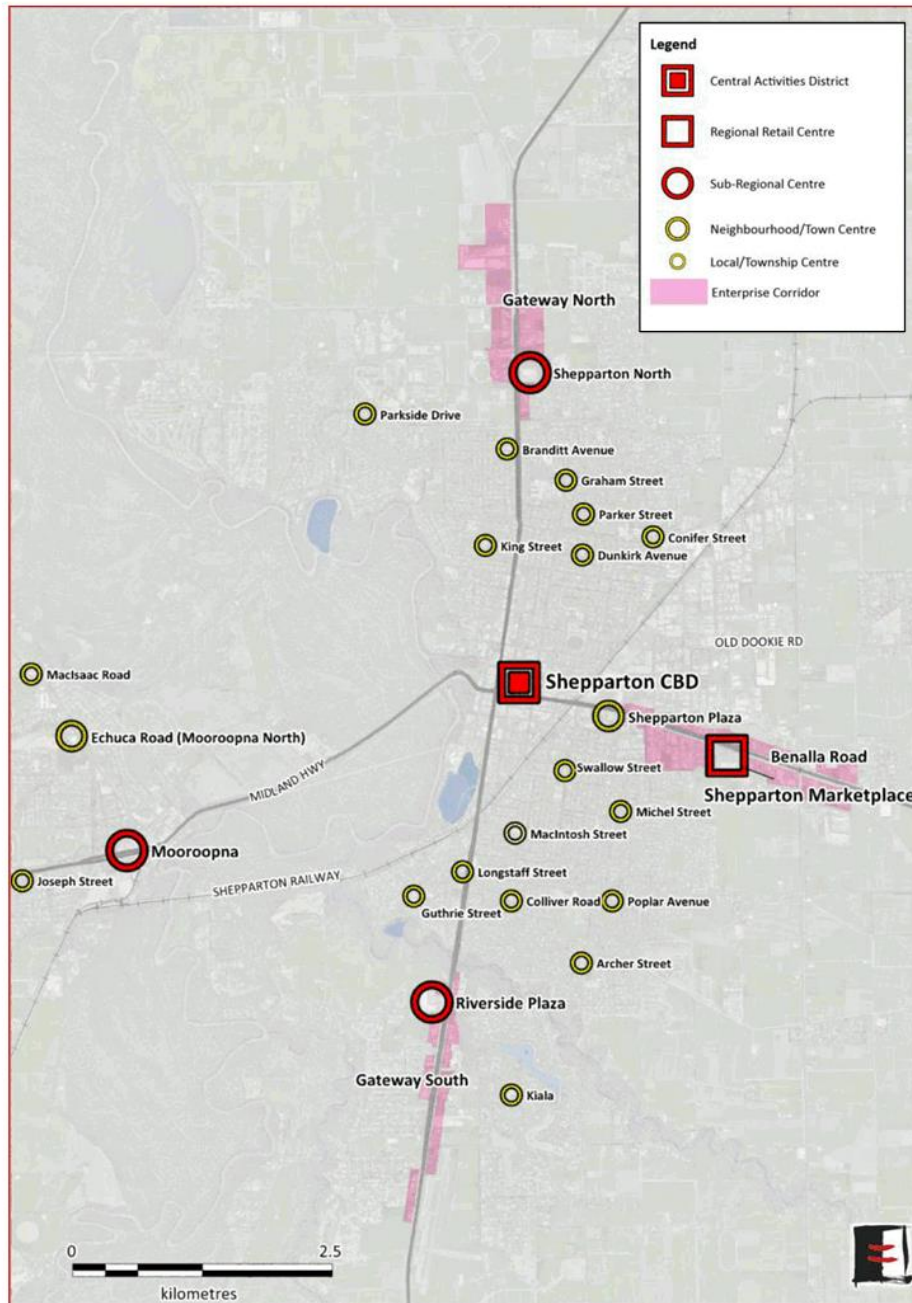 Legend
Central Activities District
Regional Retail Centre
Sub-Regional Centre
Neighbourhood/Town Centre
Local/Township Centre
Enterprise Corridor
Gateway North
Shepparton North
Parkside Drive
Branditt Avenue
Graham Street
Parker Street
Conifer Street
King Street
Dunkirk Avenue
OLD DOOKIE RD
MacIsaac Road
Shepparton CBD
Shepparton Plaza
Echuca Road (Mooroopna North)
Benalla Road
Swallow Street
MIDLAND HWY
Shepparton Marketplace
Michel Street
MacIntosh Street
Mooroopna
Longstaff Street
Joseph Street
SHEPPARTON RAILWAY
Guthrie Street
Colliver Road
Poplar Avenue
Archer Street
Riverside Plaza
Gateway South
Kiala
0 2.5
kilometres